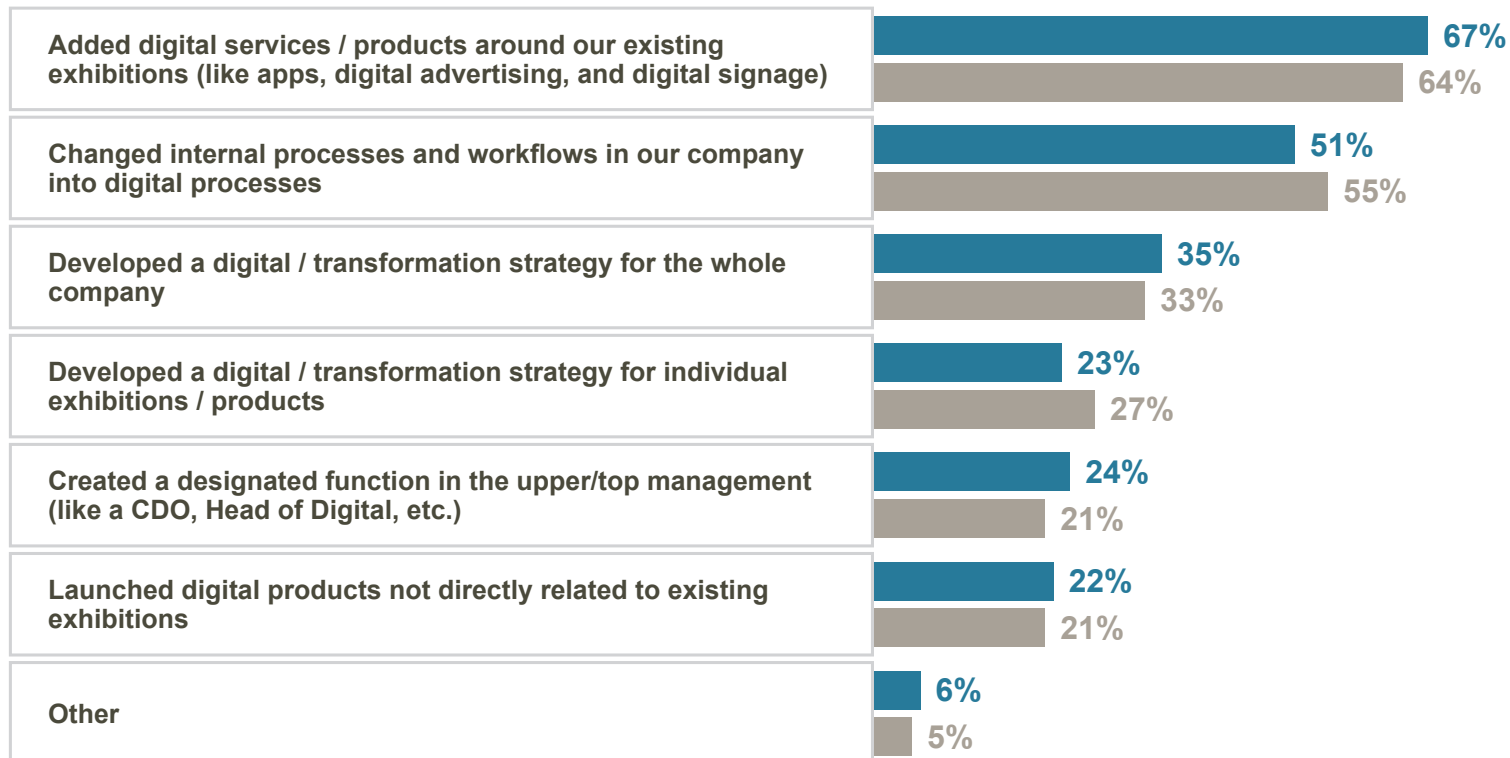 Added digital services / products around our existing
exhibitions (like apps, digital advertising, and digital signage)
67%
64%
Changed internal processes and workflows in our company
into digital processes
51%
55%
Developed a digital / transformation strategy for the whole
company
35%
33%
Developed a digital / transformation strategy for individual
exhibitions / products
23%
27%
Created a designated function in the upper/top management
(like a CDO, Head of Digital, etc.)
24%
21%
Launched digital products not directly related to existing
exhibitions
22%
21%
Other
6%
5%